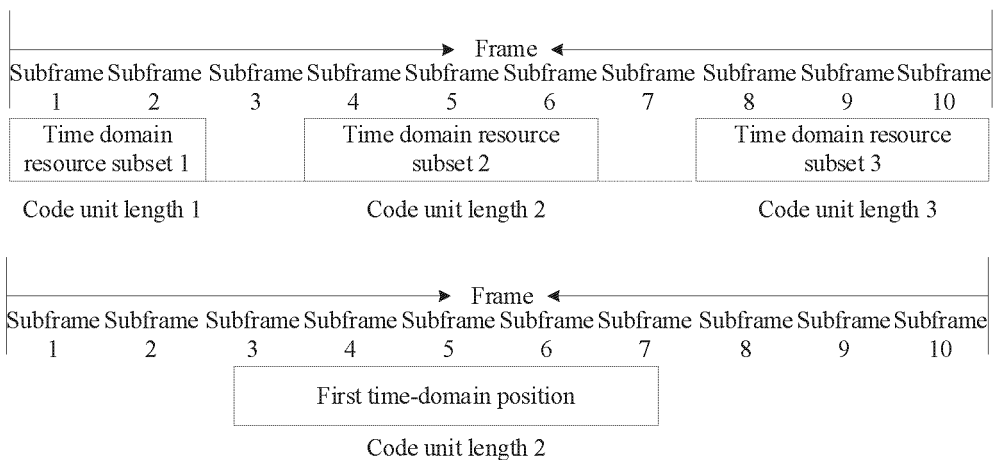 Frame
Subframe Subframe Subframe Subframe Subframe Subframe Subframe Subframe Subframe Subframe
1 2 3 4 5 6 7 8 9 10
Time domain resource subset 1
Time domain resource subset 2
Time domain resource subset 3
Code unit length 1 Code unit length 2 Code unit length 3
Frame
Subframe Subframe Subframe Subframe Subframe Subframe Subframe Subframe Subframe Subframe
1 2 3 4 5 6 7 8 9 10
First time-domain position
Code unit length 2